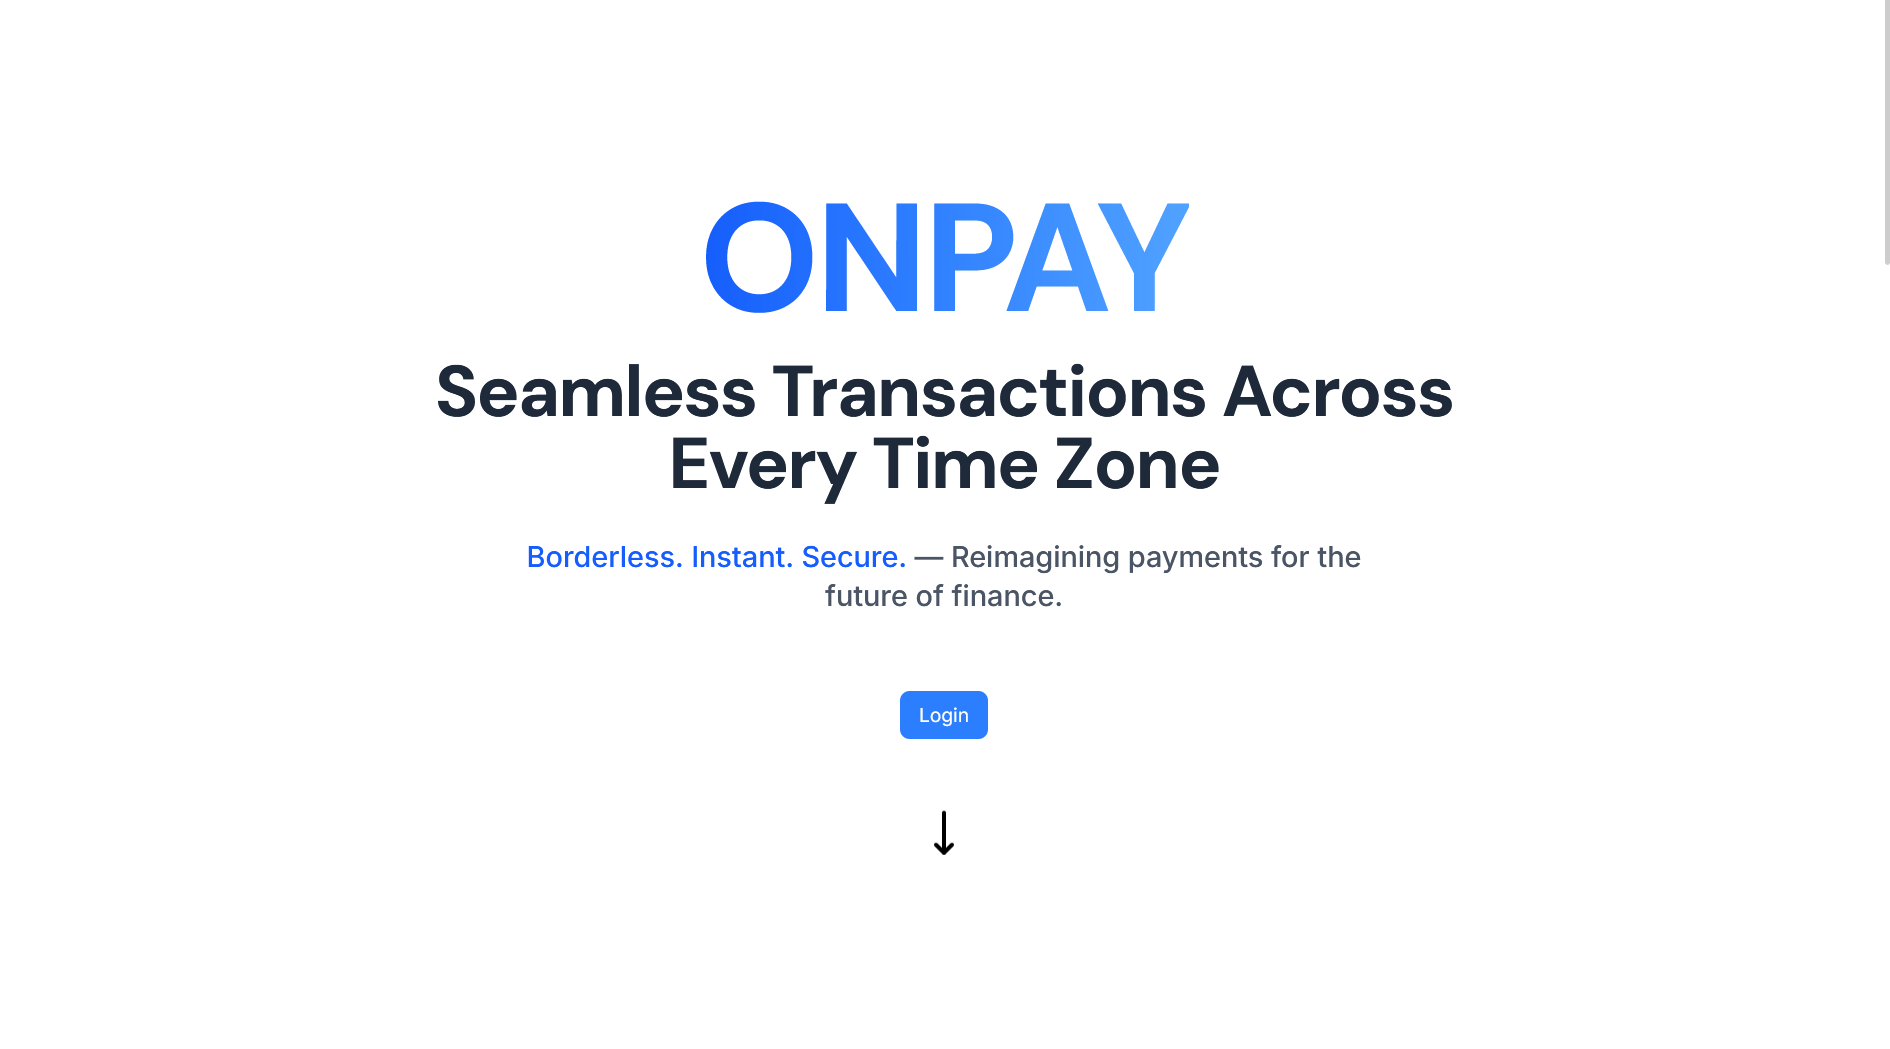 ONPAY
Seamless Transactions Across
Every Time Zone
Borderless. Instant. Secure. — Reimagining payments for the
future of finance.
Login